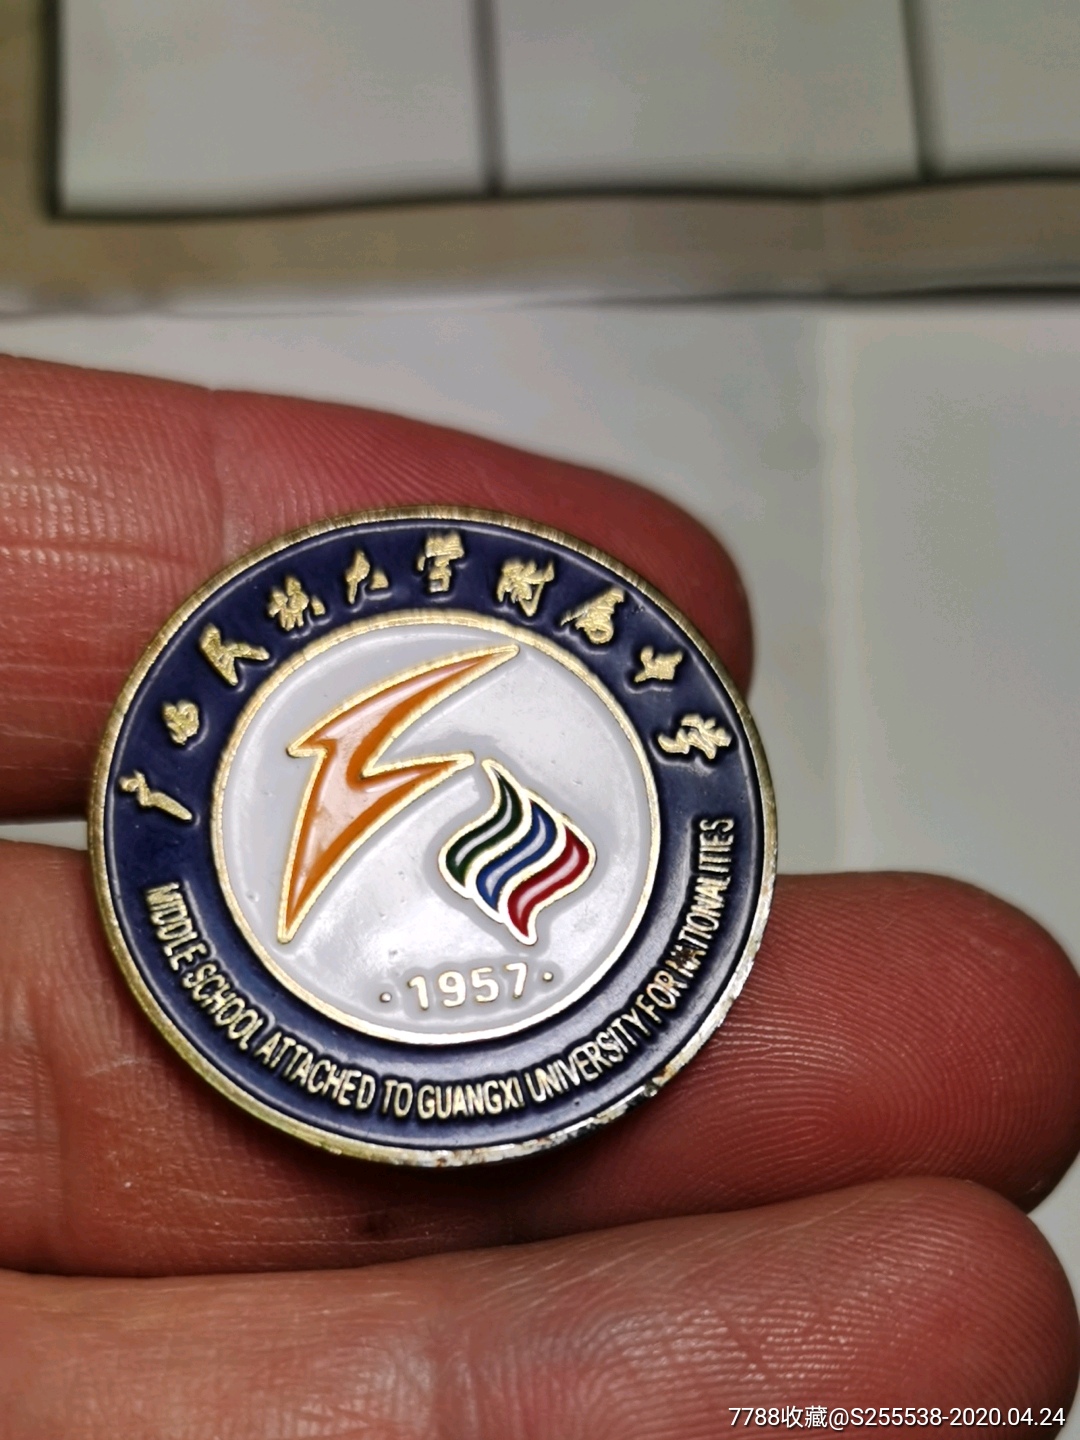 广西民族大学附属中学
·1957·
MIDDLE SCHOOL ATTACHED TO GUANGXI UNIVERSITY FOR NATIONALITIES
7788收藏@S255538-2020.04.24